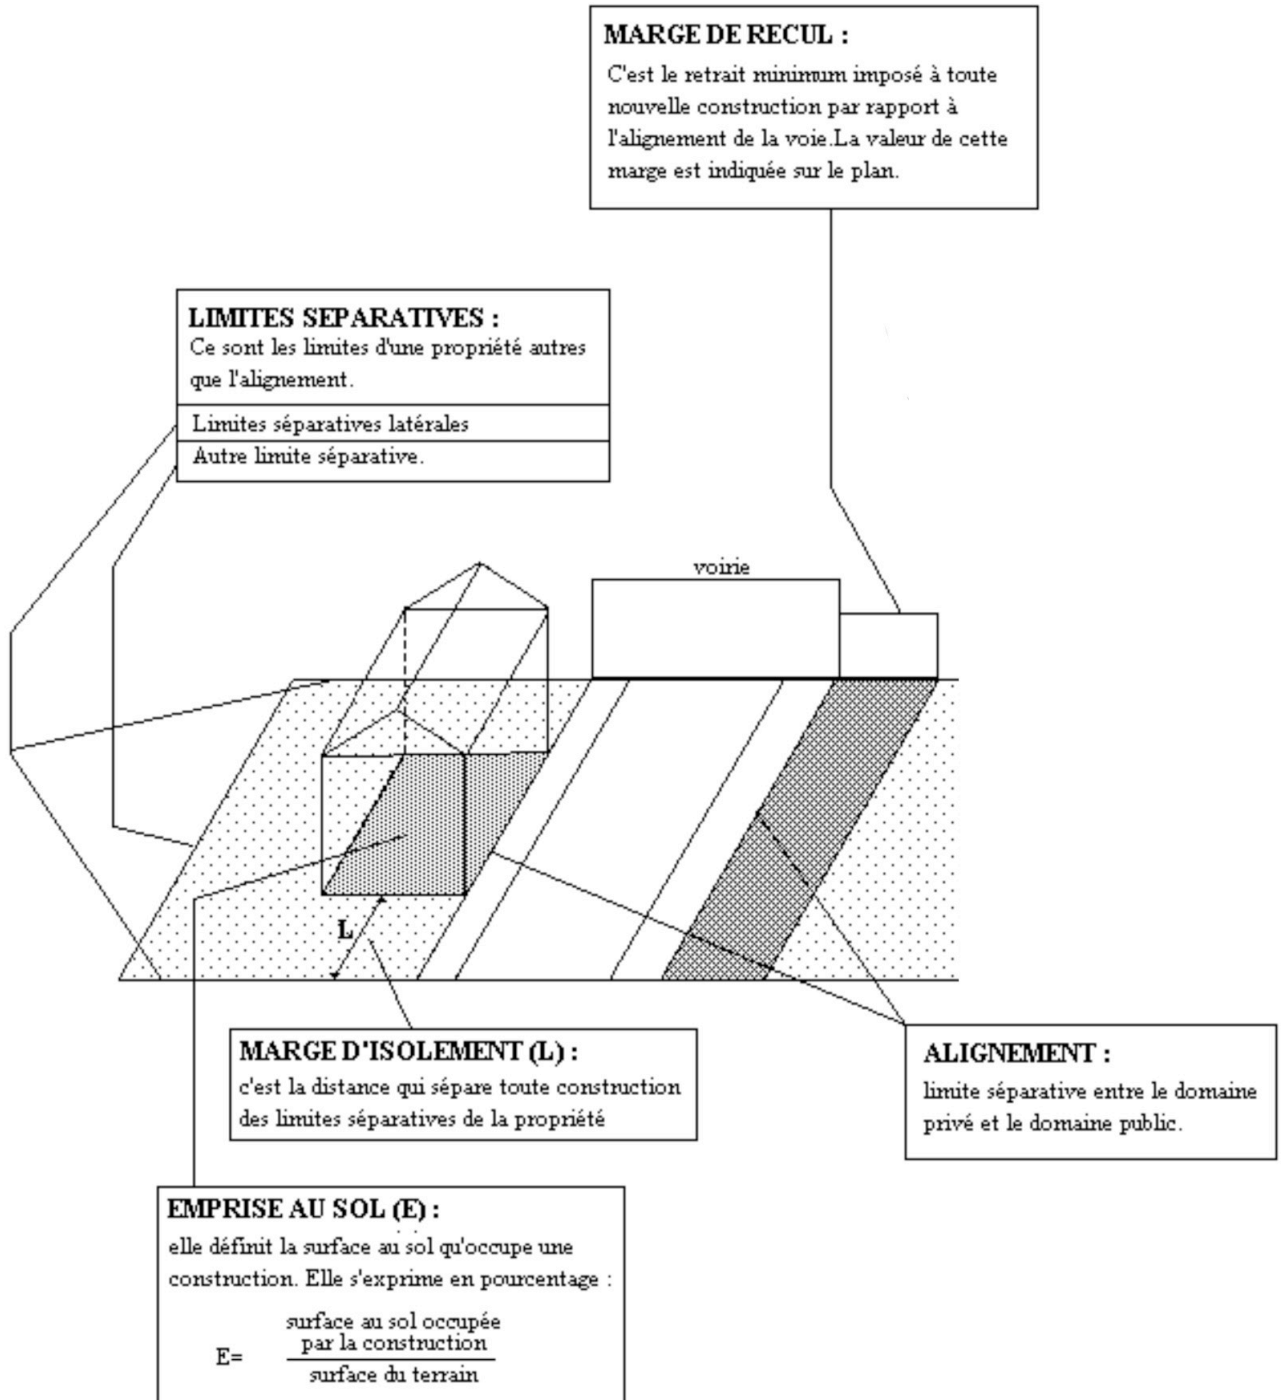 MARGE DE RECUL :
C'est le retrait minimum imposé à toute
nouvelle construction par rapport à
l'alignement de la voie.La valeur de cette
marge est indiquée sur le plan.
LIMITES SEPARATIVES :
Ce sont les limites d'une propriété autres
que l'alignement.
Limites séparatives latérales
Autre limite séparative.
voirie
L
MARGE D'ISOLEMENT (L) :
c'est la distance qui sépare toute construction
des limites séparatives de la propriété
ALIGNEMENT :
limite séparative entre le domaine
privé et le domaine public.
EMPRISE AU SOL (E) :
elle définit la surface au sol qu'occupe une
construction. Elle s'exprime en pourcentage :
surface au sol occupée
par la construction
E=
surface du terrain